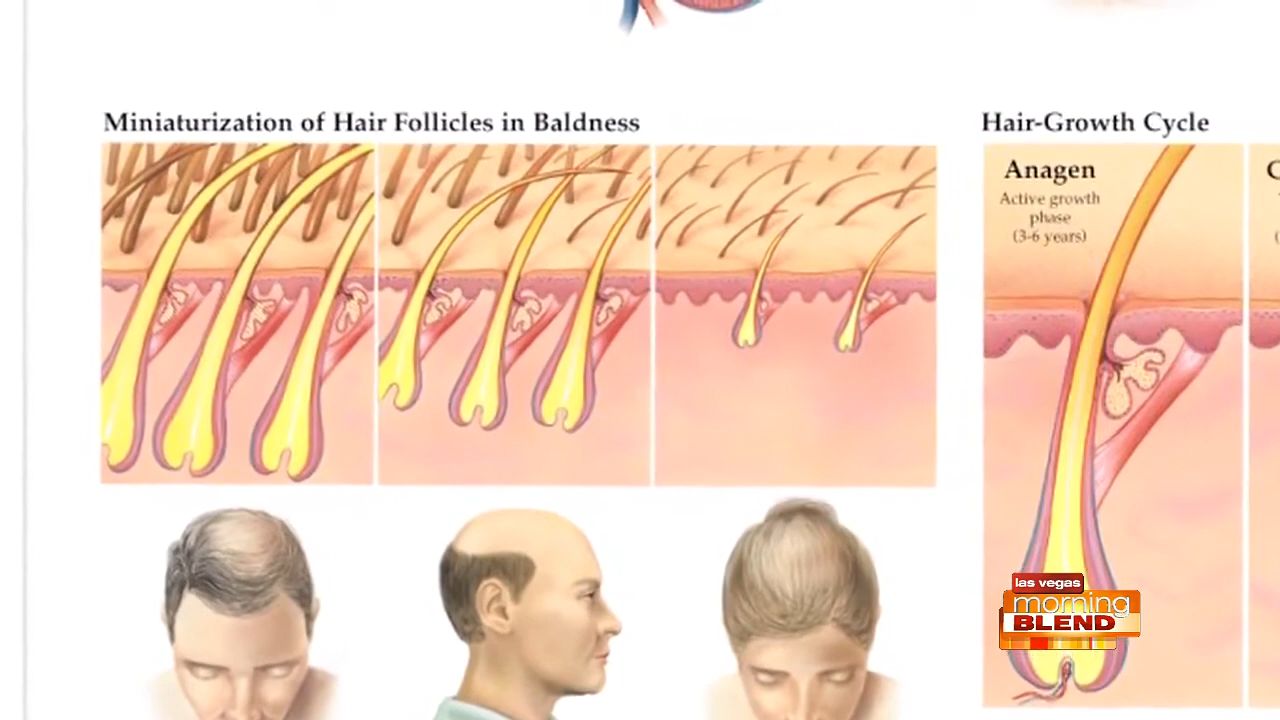 Miniaturization of Hair Follicles in Baldness
Hair-Growth Cycle
Anagen
Active growth
phase
(3-6 years)
C
(
las vegas
morning
BLEND